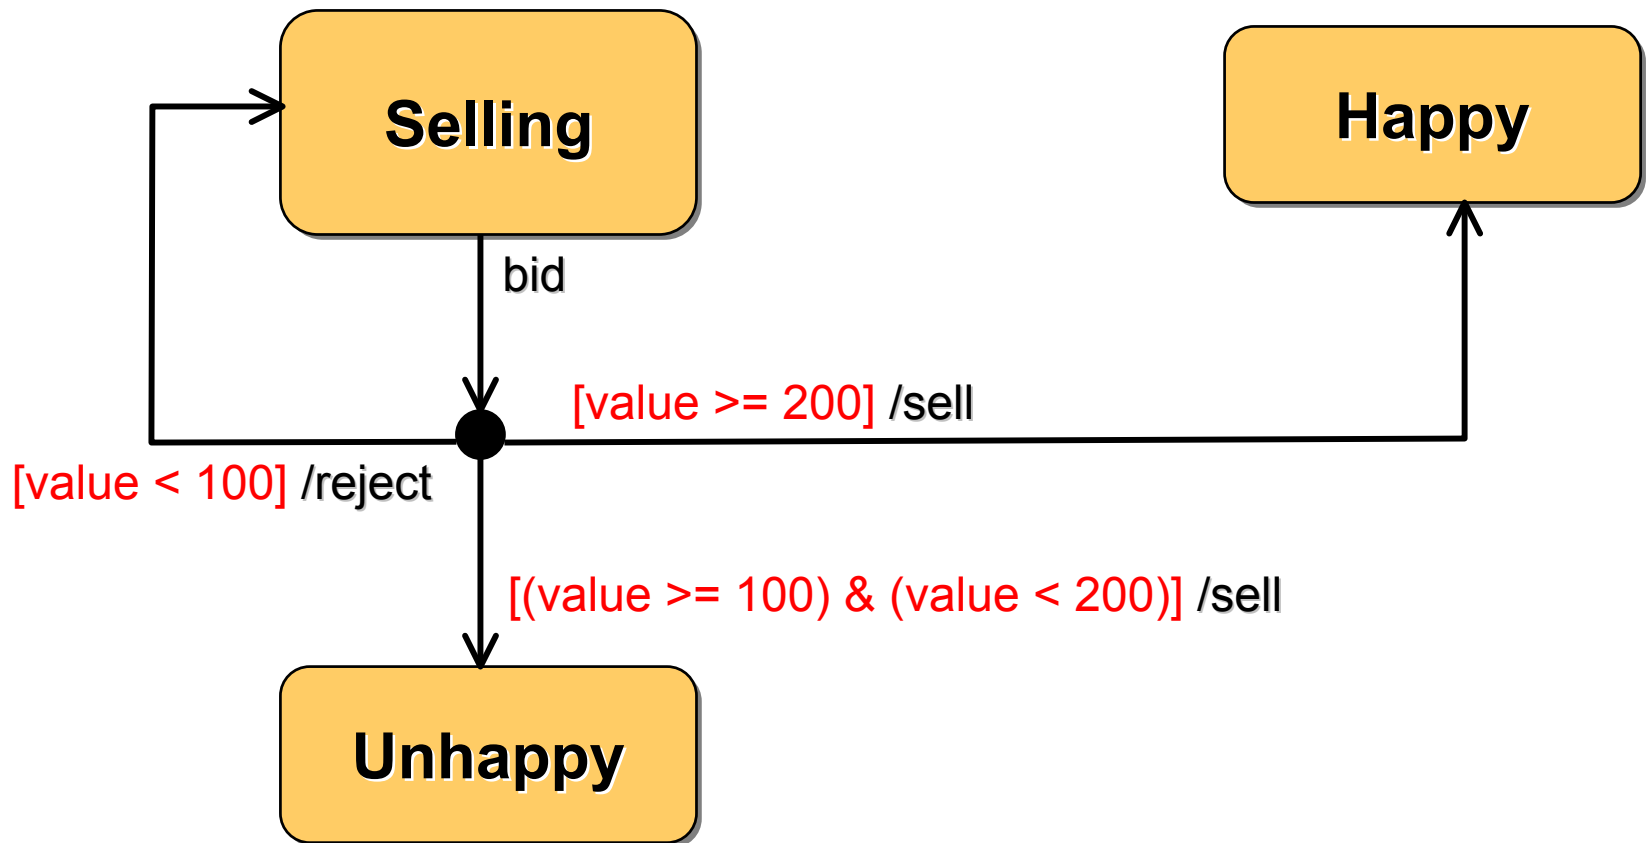 Selling
Happy
bid
[value >= 200] /sell
[value < 100] /reject
[(value >= 100) & (value < 200)] /sell
Unhappy